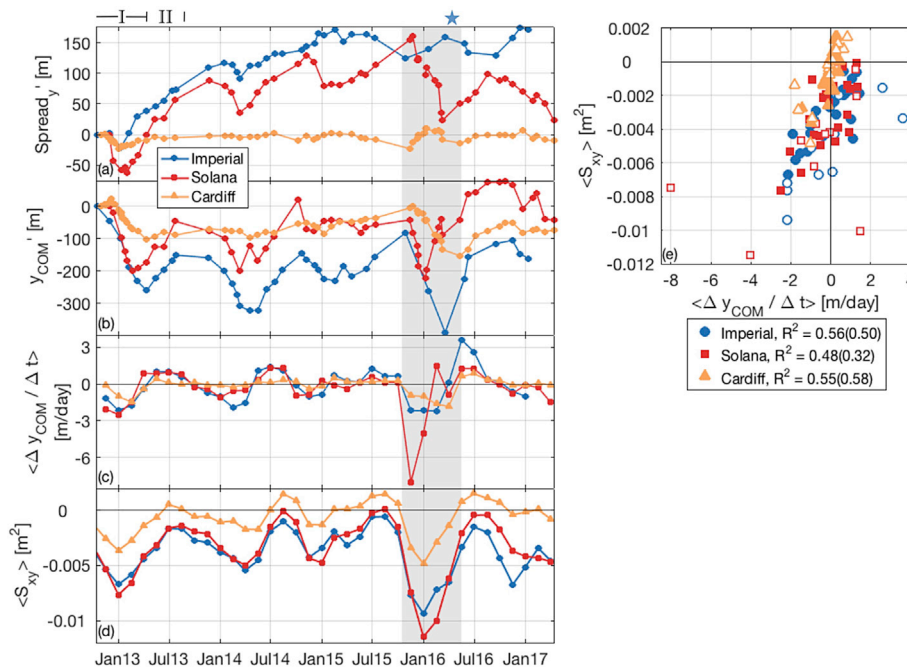 I II
150
100
50
0
-50
Spread_y' [m]
(a)
Imperial
Solana
Cardiff
0
-100
-200
-300
y_COM' [m]
(b)
3
0
-3
-6
<Δ y_COM / Δ t>
[m/day]
(c)
0
-0.005
-0.01
<S_xy> [m²]
(d)
Jan13 Jul13 Jan14 Jul14 Jan15 Jul15 Jan16 Jul16 Jan17
0.002
0
-0.002
-0.004
-0.006
-0.008
-0.01
-0.012
<S_xy> [m²]
(e)
-8 -6 -4 -2 0 2 4
<Δ y_COM / Δ t> [m/day]
Imperial, R² = 0.56(0.50)
Solana, R² = 0.48(0.32)
Cardiff, R² = 0.55(0.58)